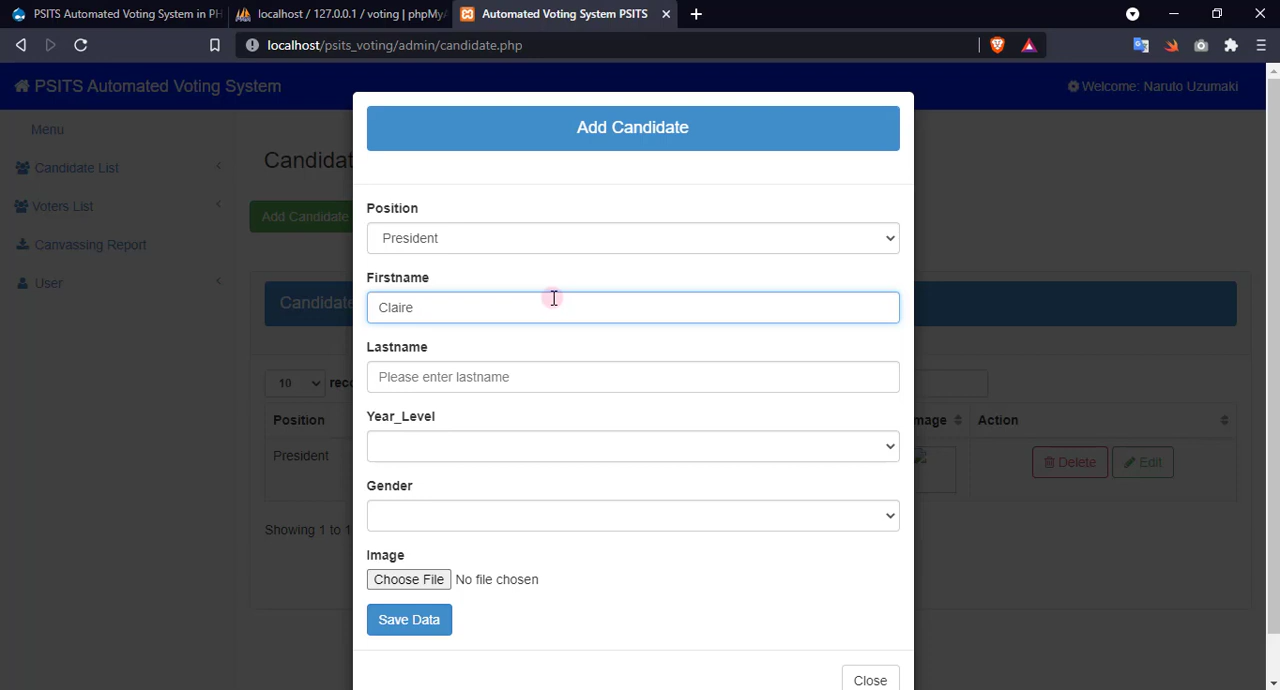 PSITS Automated Voting System in PH
localhost / 127.0.0.1 / voting | phpMy
Automated Voting System PSITS
localhost/psits_voting/admin/candidate.php
PSITS Automated Voting System
Welcome: Naruto Uzumaki
Menu
Candidate List
Voters List
Canvassing Report
User
Candidat
Add Candidate
Candidate
10 reco
Position
mage
Action
President
Delete
Edit
Showing 1 to 1
Add Candidate
Position
President
Firstname
Claire
Lastname
Please enter lastname
Year_Level
Gender
Image
Choose File No file chosen
Save Data
Close